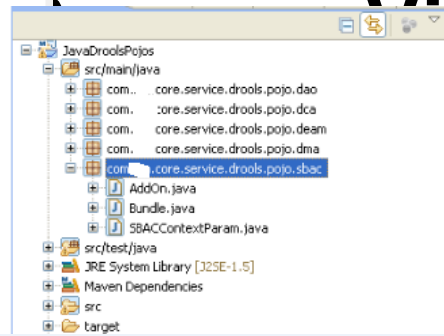 JavaDroolsPojos
src/main/java
com.. core.service.drools.pojo.dao
com. core.service.drools.pojo.dca
com. core.service.drools.pojo.deam
com. core.service.drools.pojo.dma
com .core.service.drools.pojo.sbac
AddOn.java
Bundle.java
SBACContextParam.java
src/test/java
JRE System Library [J2SE-1.5]
Maven Dependencies
src
target